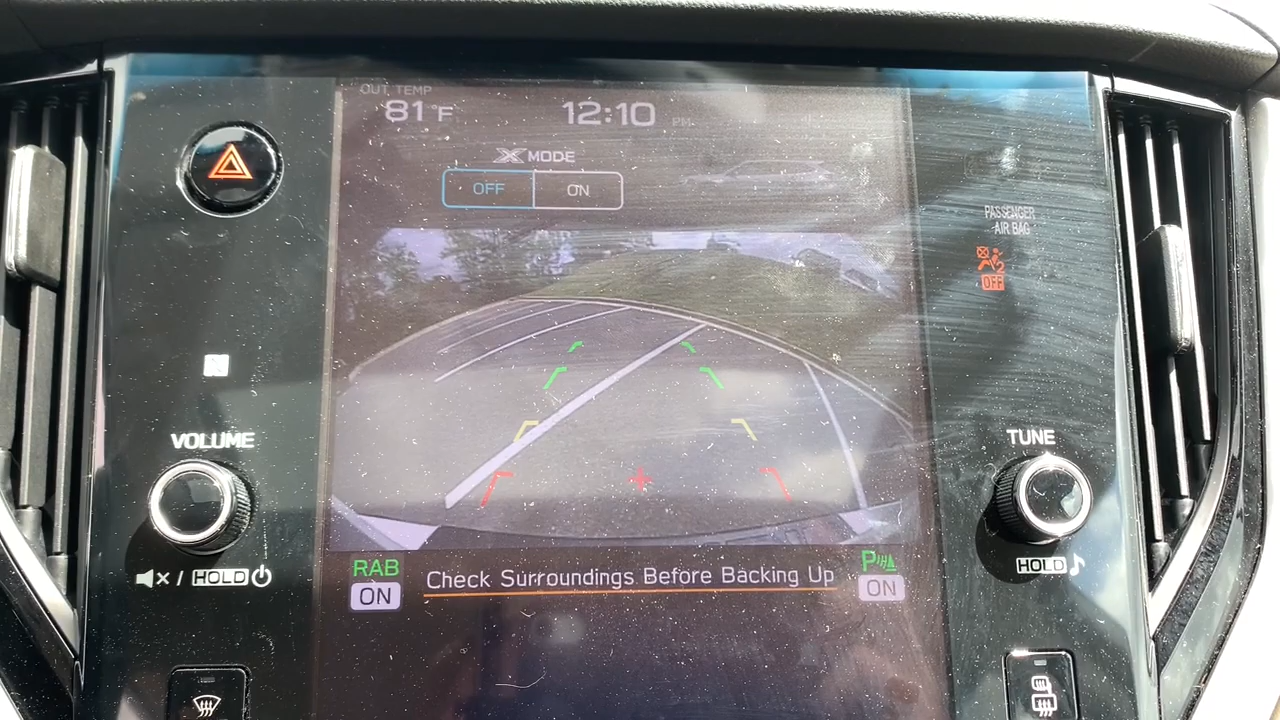 OUT TEMP
81°F
12:10
PM
X MODE
OFF
ON
PASSENGER
AIR BAG
2
OFF
N
VOLUME
TUNE
/ HOLD
HOLD
RAB
ON
Check Surroundings Before Backing Up
P
ON